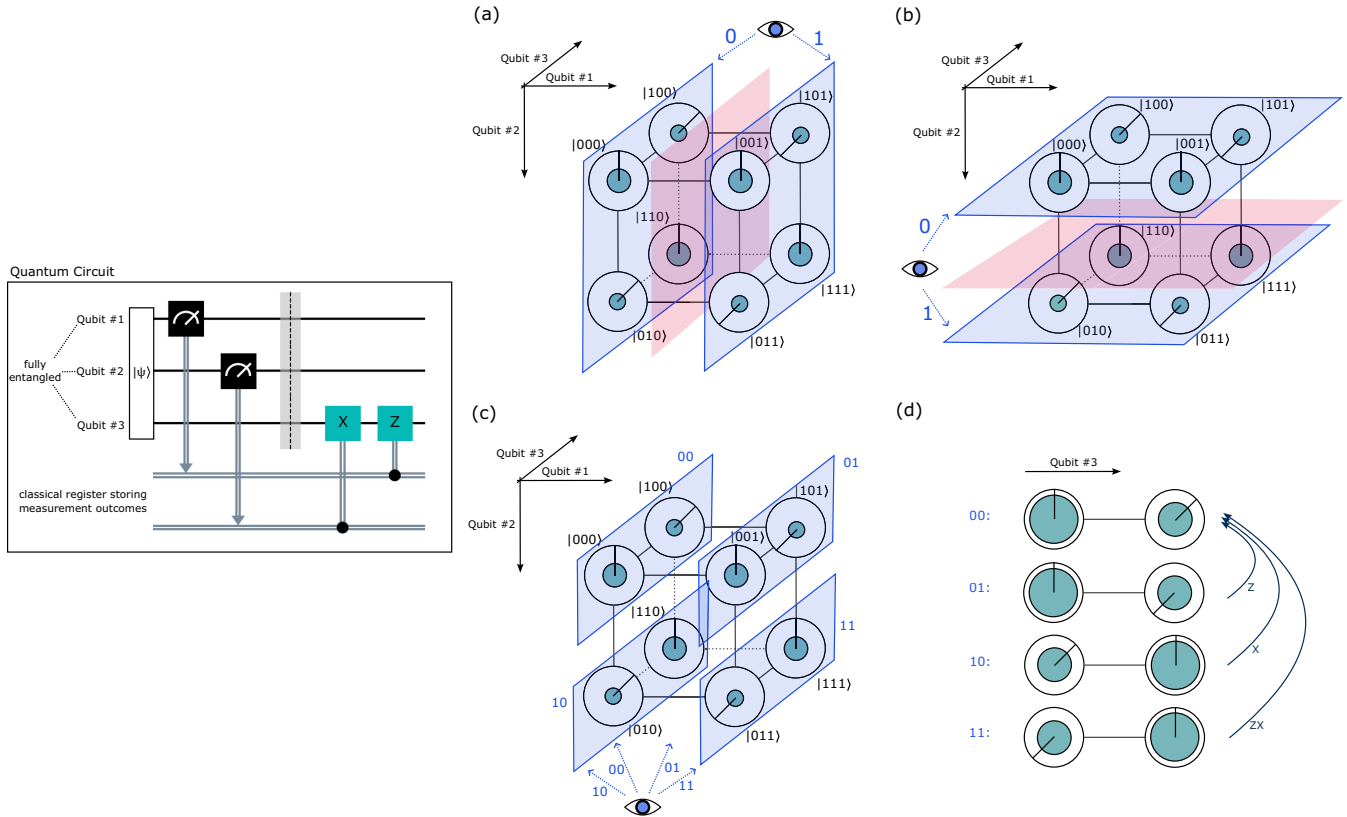 Quantum Circuit
Qubit #1
fully
entangled
Qubit #2
|ψ⟩
Qubit #3
X
Z
classical register storing
measurement outcomes
(a)
Qubit #3
Qubit #1
Qubit #2
0
1
|100⟩
|101⟩
|000⟩
|001⟩
|110⟩
|111⟩
|010⟩
|011⟩
(b)
Qubit #3
Qubit #1
Qubit #2
|100⟩
|101⟩
|000⟩
|001⟩
0
|110⟩
1
|111⟩
|010⟩
|011⟩
(c)
Qubit #3
Qubit #1
Qubit #2
00
01
|100⟩
|101⟩
|000⟩
|001⟩
|110⟩
11
10
|111⟩
|010⟩
|011⟩
00
01
10
11
(d)
Qubit #3
00:
01:
Z
10:
X
11:
ZX